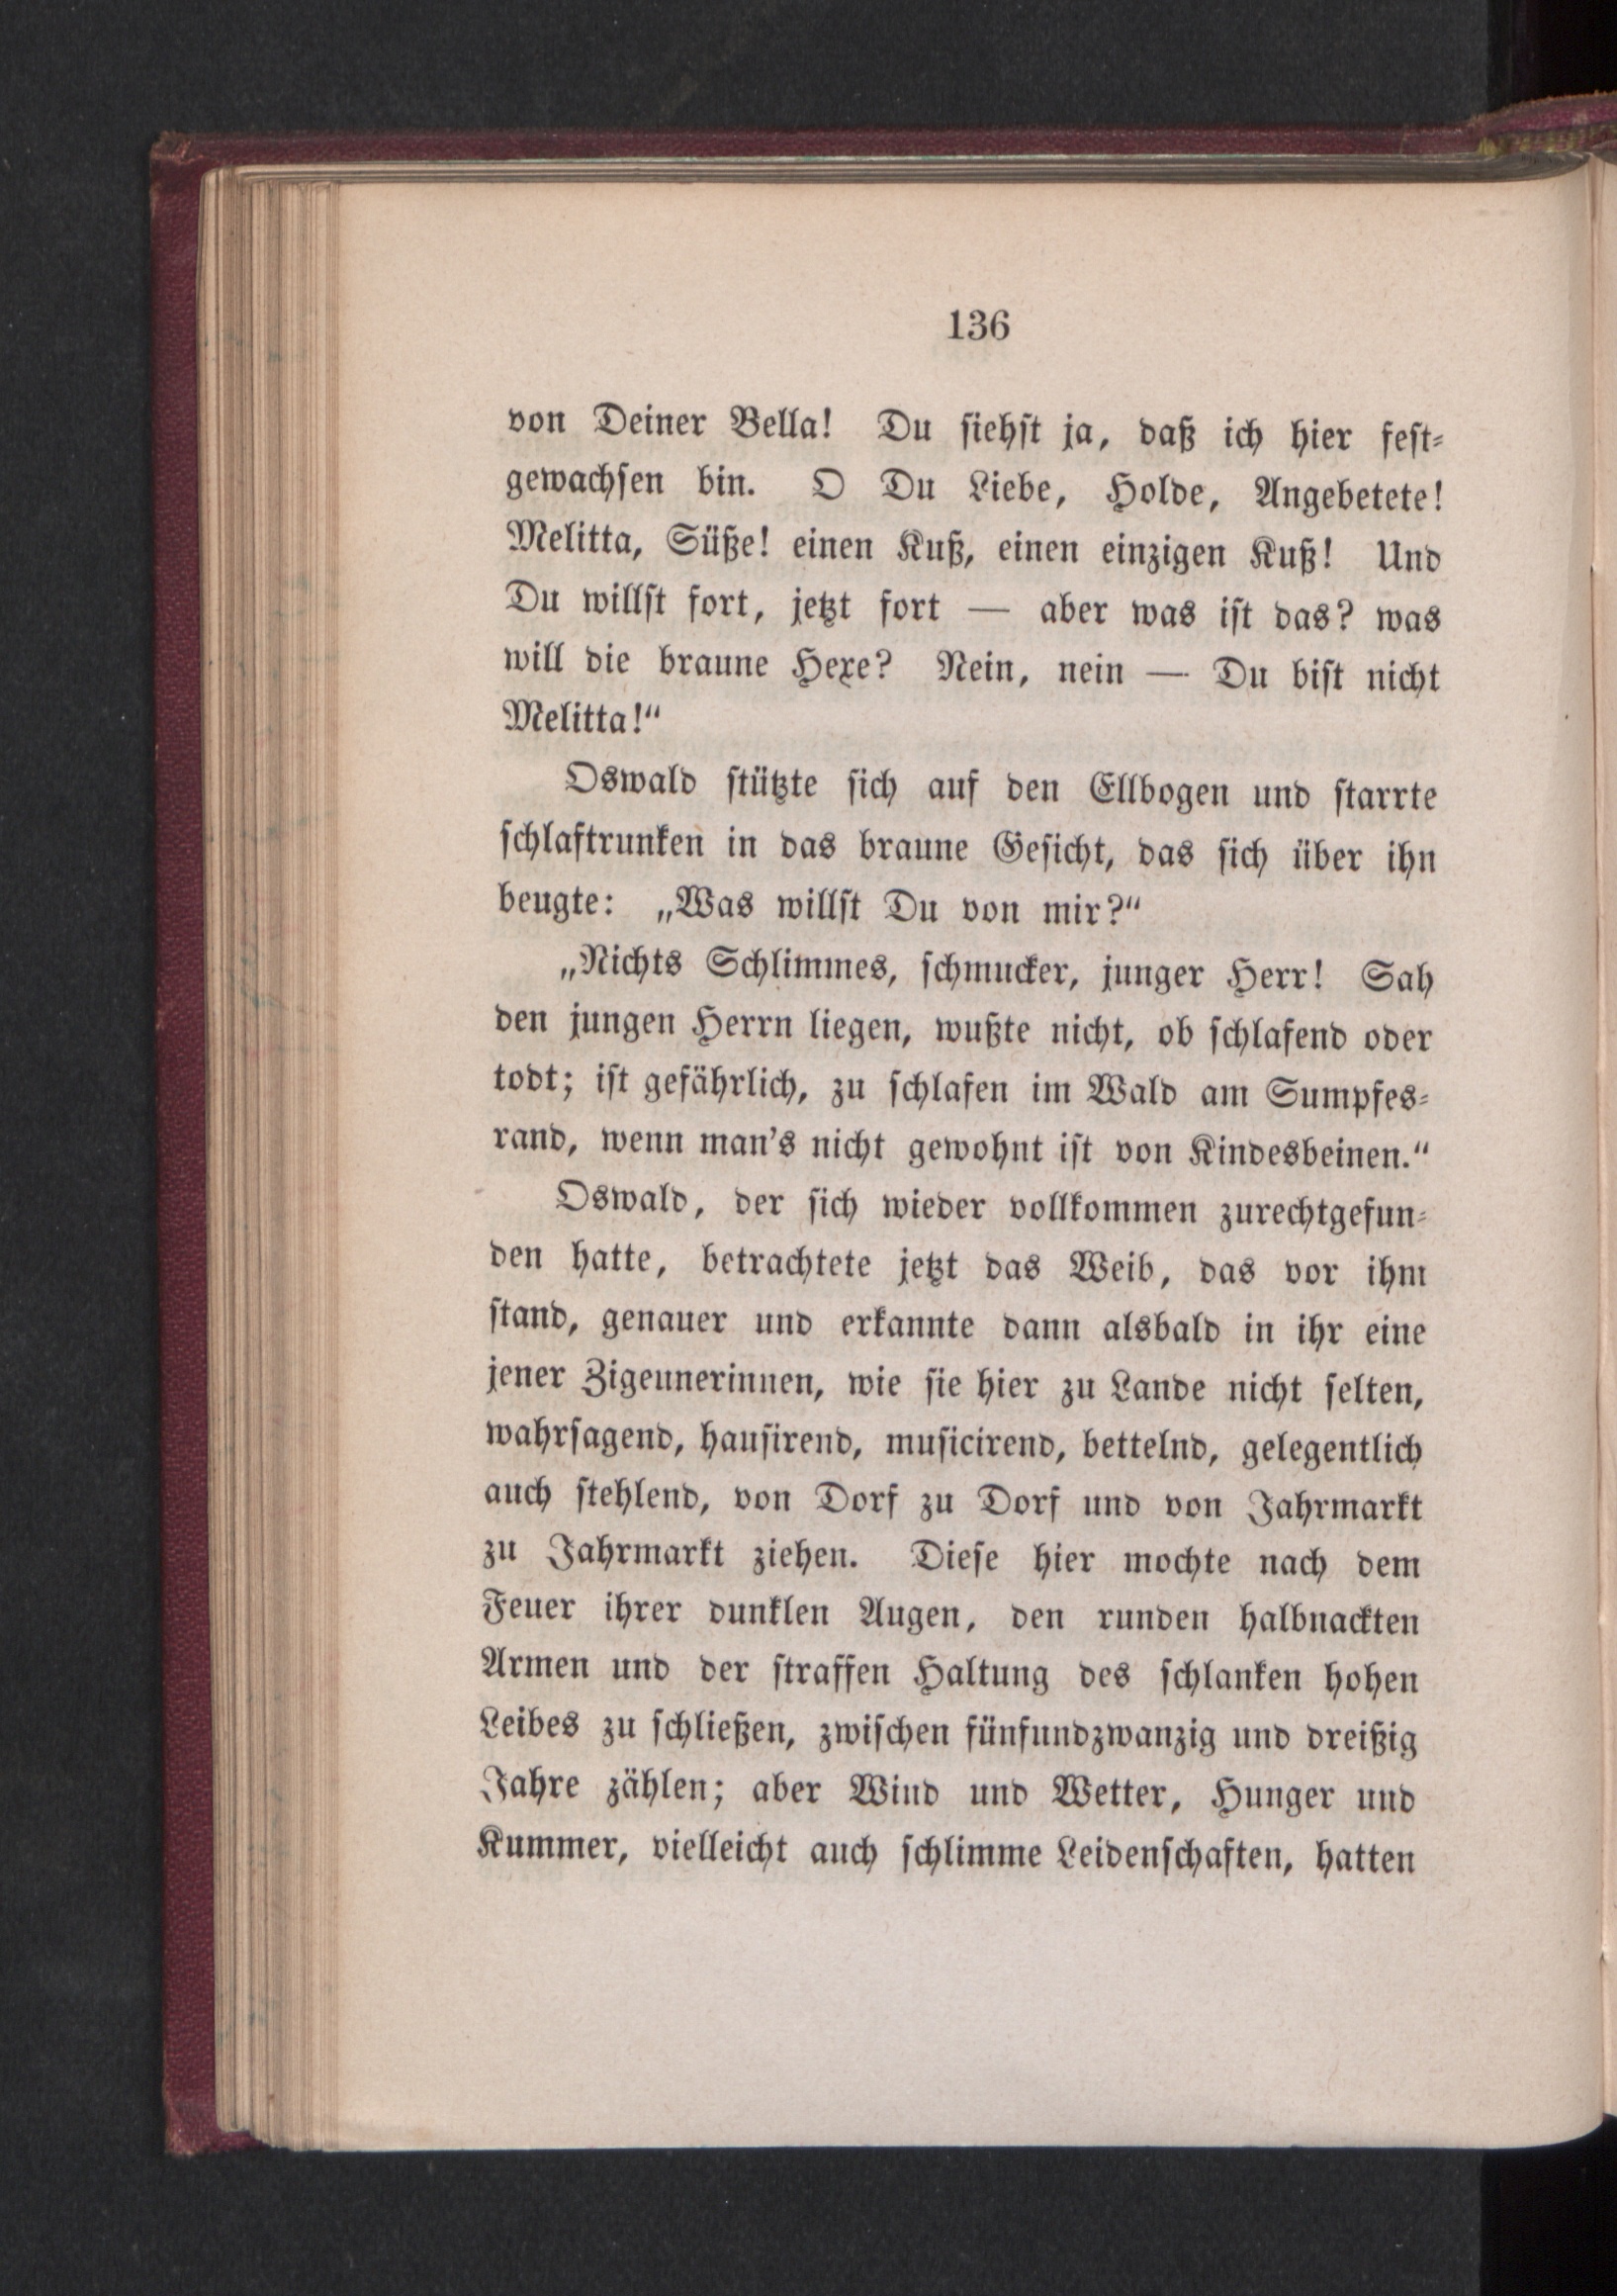 136
von Deiner Bella! Du siehst ja, daß ich hier fest-
gewachsen bin. O Du Liebe, Holde, Angebetete!
Melitta, Süße! einen Kuß, einen einzigen Kuß! Und
Du willst fort, jetzt fort — aber was ist das? was
will die braune Hexe? Nein, nein — Du bist nicht
Melitta!“
Oswald stützte sich auf den Ellbogen und starrte
schlaftrunken in das braune Gesicht, das sich über ihn
beugte: „Was willst Du von mir?“
„Nichts Schlimmes, schmucker, junger Herr! Sah
den jungen Herrn liegen, wußte nicht, ob schlafend oder
todt; ist gefährlich, zu schlafen im Wald am Sumpfes-
rand, wenn man’s nicht gewohnt ist von Kindesbeinen.“
Oswald, der sich wieder vollkommen zurechtgefun-
den hatte, betrachtete jetzt das Weib, das vor ihm
stand, genauer und erkannte dann alsbald in ihr eine
jener Zigeunerinnen, wie sie hier zu Lande nicht selten,
wahrsagend, hausirend, musicirend, bettelnd, gelegentlich
auch stehlend, von Dorf zu Dorf und von Jahrmarkt
zu Jahrmarkt ziehen. Diese hier mochte nach dem
Feuer ihrer dunklen Augen, den runden halbnackten
Armen und der straffen Haltung des schlanken hohen
Leibes zu schließen, zwischen fünfundzwanzig und dreißig
Jahre zählen; aber Wind und Wetter, Hunger und
Kummer, vielleicht auch schlimme Leidenschaften, hatten